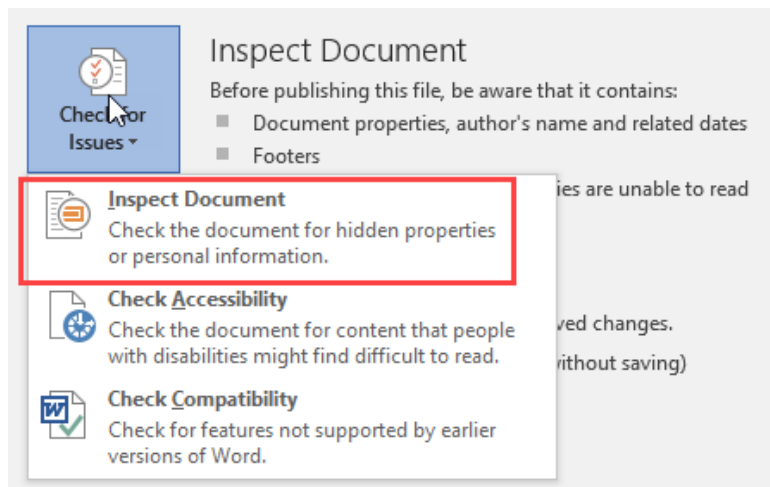 Inspect Document
Before publishing this file, be aware that it contains:
Document properties, author's name and related dates
Footers
Check for
Issues
ies are unable to read
Inspect Document
Check the document for hidden properties
or personal information.
Check Accessibility
Check the document for content that people
with disabilities might find difficult to read.
ved changes.
ithout saving)
Check Compatibility
Check for features not supported by earlier
versions of Word.